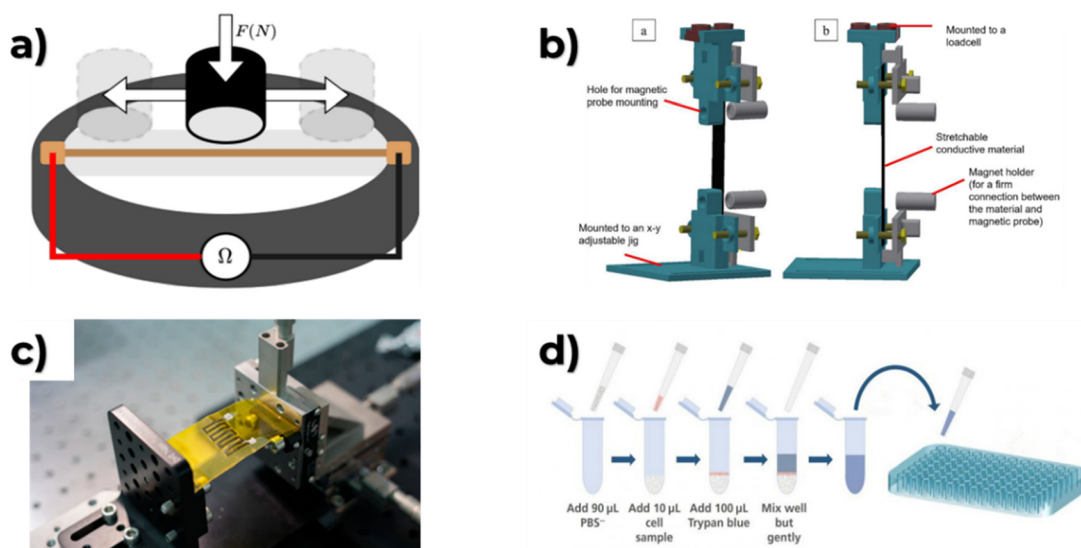 a)
F(N)
Ω
b)
a
b
Mounted to a
loadcell
Hole for magnetic
probe mounting
Stretchable
conductive material
Magnet holder
(for a firm
connection between
the material and
magnetic probe)
Mounted to an x-y
adjustable jig
c)
d)
Add 90 µL
PBS⁻
Add 10 µL
cell
sample
Add 100 µL
Trypan blue
Mix well
but
gently